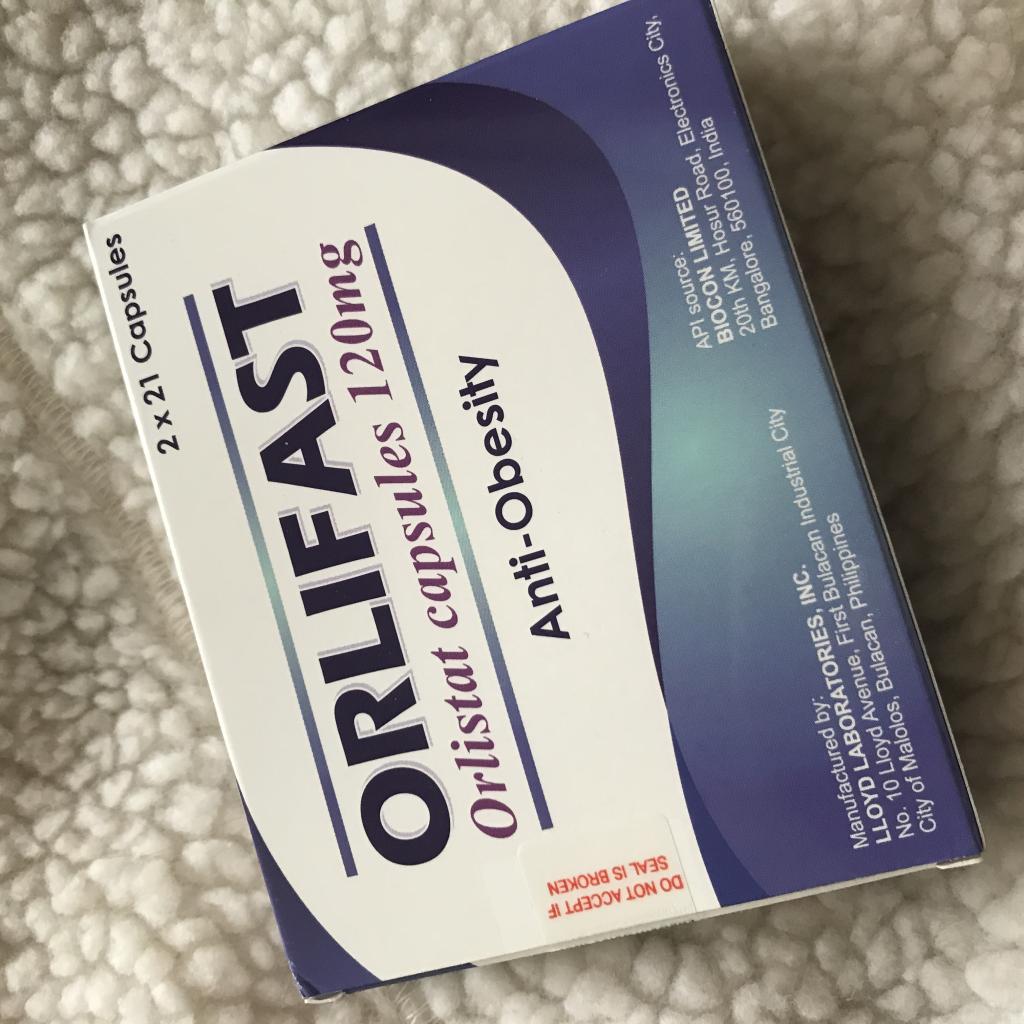 2 x 21 Capsules
ORLIFAST
Orlistat capsules 120mg
Anti-Obesity
DO NOT ACCEPT IF
SEAL IS BROKEN
Manufactured by:
LLOYD LABORATORIES, INC.
No. 10 Lloyd Avenue, First Bulacan Industrial City
City of Malolos, Bulacan, Philippines
API source:
BIOCON LIMITED
20th KM, Hosur Road, Electronics City,
Bangalore, 560100, India